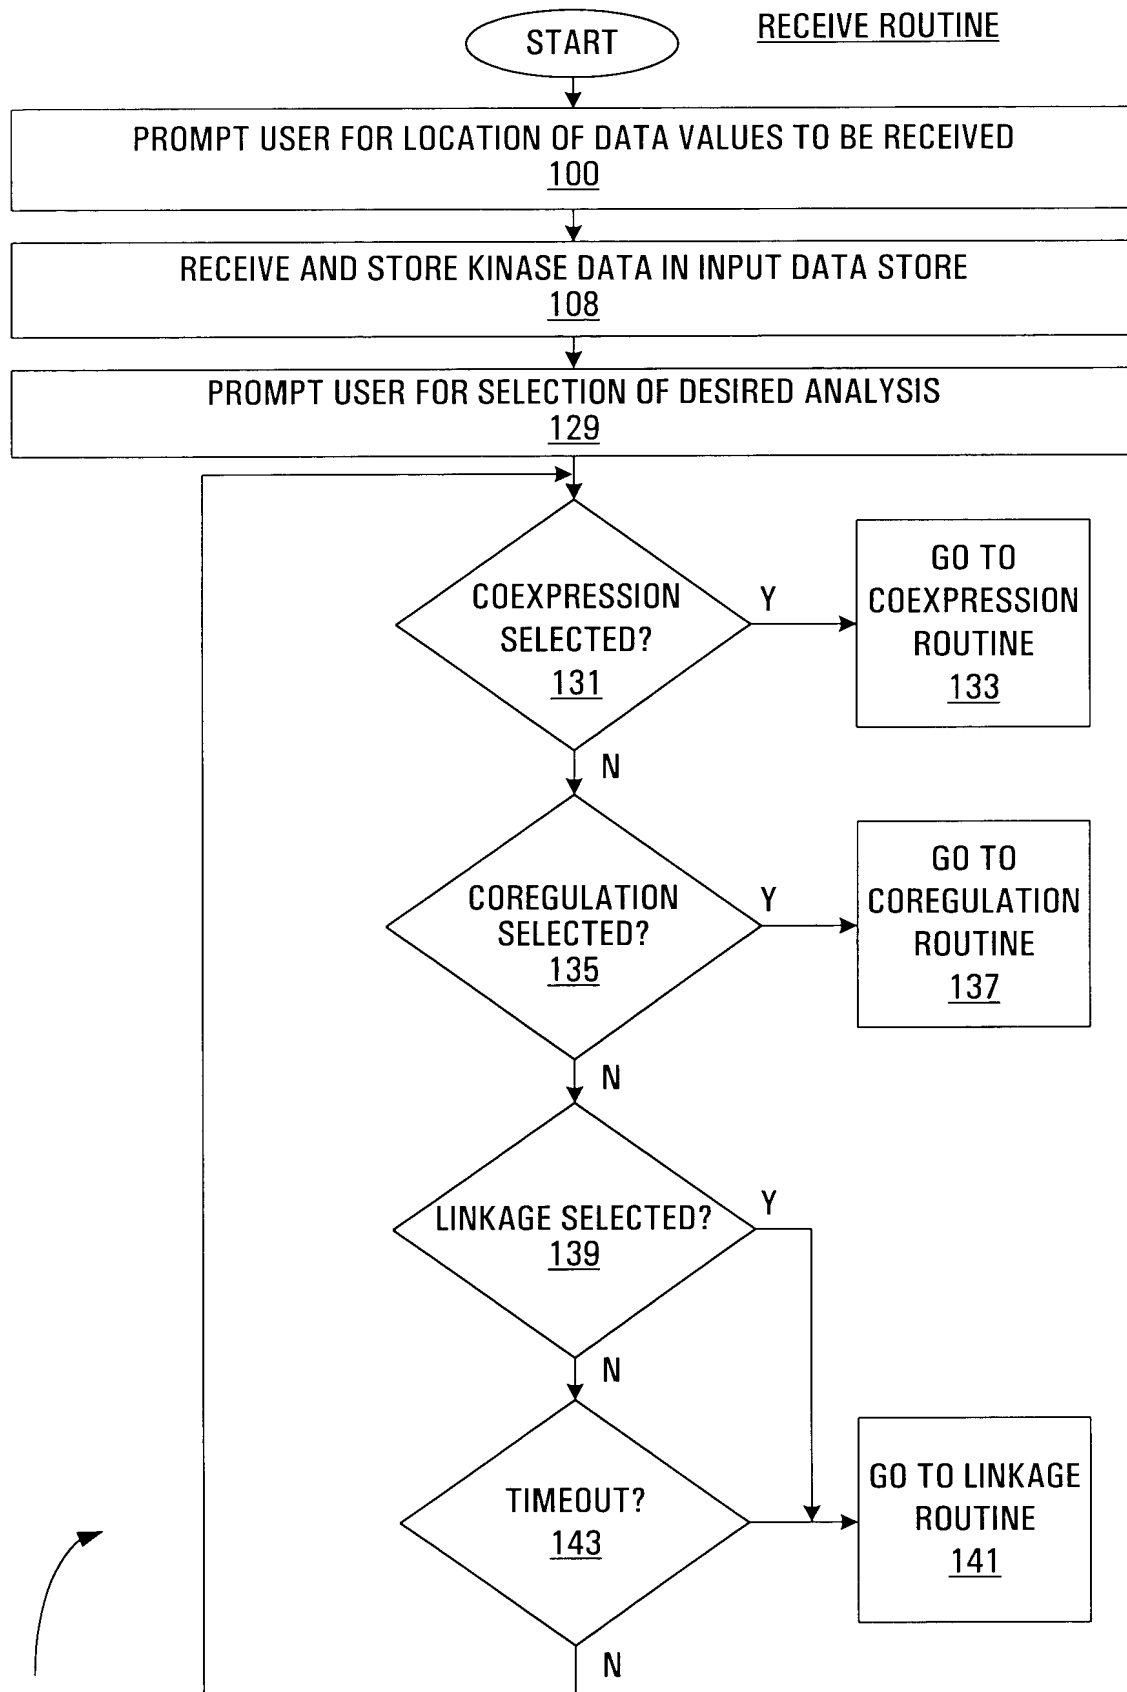 START
RECEIVE ROUTINE
PROMPT USER FOR LOCATION OF DATA VALUES TO BE RECEIVED
100
RECEIVE AND STORE KINASE DATA IN INPUT DATA STORE
108
PROMPT USER FOR SELECTION OF DESIRED ANALYSIS
129
COEXPRESSION
SELECTED?
131
Y
GO TO
COEXPRESSION
ROUTINE
133
N
COREGULATION
SELECTED?
135
Y
GO TO
COREGULATION
ROUTINE
137
N
LINKAGE SELECTED?
139
Y
N
TIMEOUT?
143
GO TO LINKAGE
ROUTINE
141
N